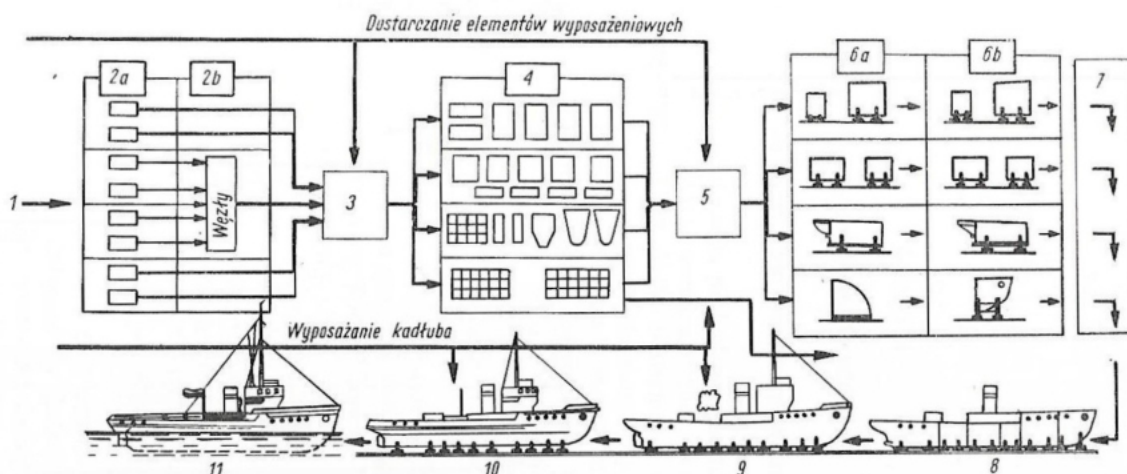 Dostarczanie elementów wyposażeniowych
2a
2b
4
6a
6b
7
1
Węzły
3
5
Wyposażanie kadłuba
11
10
9
8